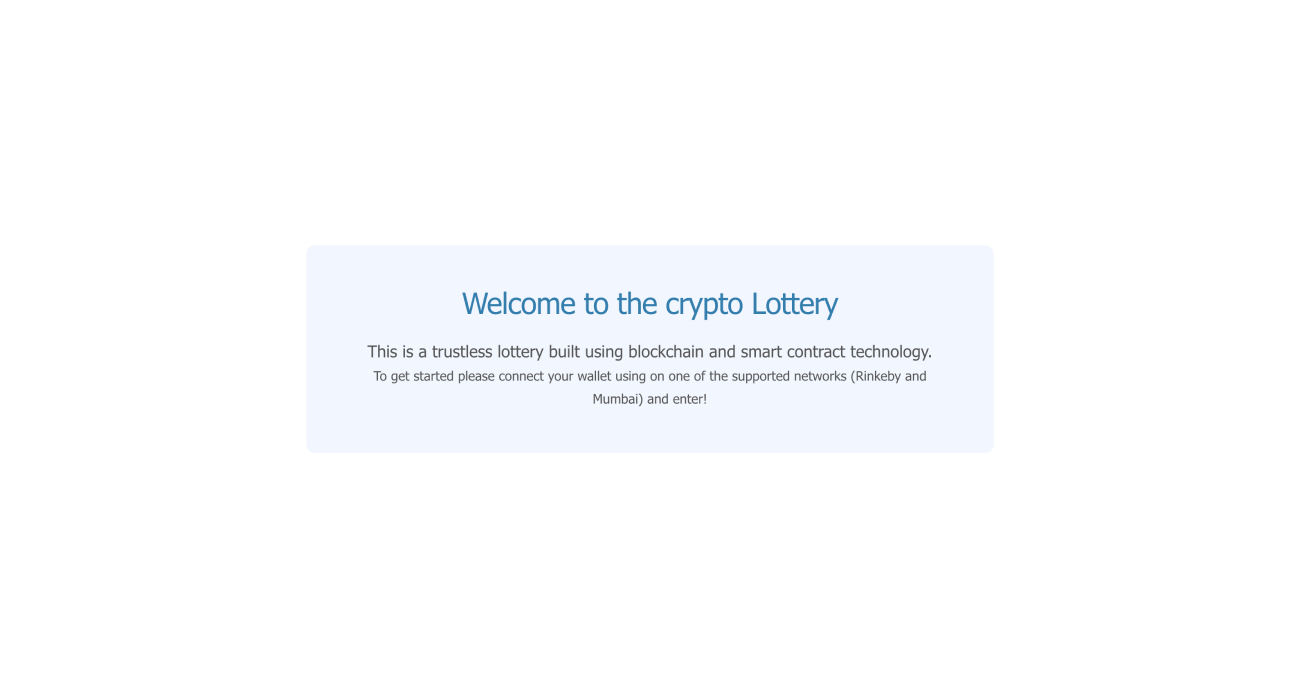 Welcome to the crypto Lottery
This is a trustless lottery built using blockchain and smart contract technology.
To get started please connect your wallet using on one of the supported networks (Rinkeby and
Mumbai) and enter!